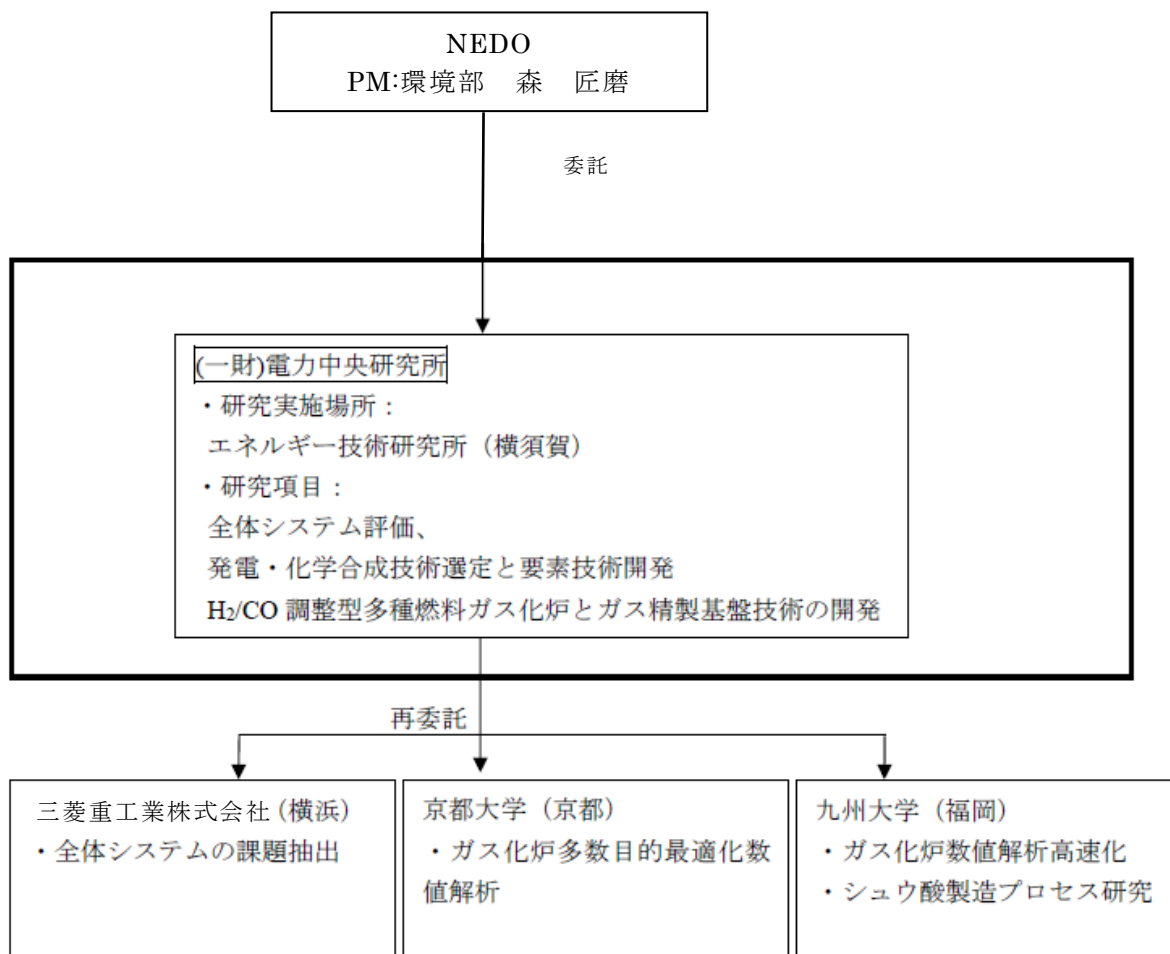 NEDO
PM:環境部　森　匠磨
委託
(一財)電力中央研究所
・研究実施場所：
エネルギー技術研究所（横須賀）
・研究項目：
全体システム評価、
発電・化学合成技術選定と要素技術開発
H₂/CO 調整型多種燃料ガス化炉とガス精製基盤技術の開発
再委託
三菱重工業株式会社(横浜)
・全体システムの課題抽出
京都大学（京都）
・ガス化炉多数目的最適化数
値解析
九州大学（福岡）
・ガス化炉数値解析高速化
・シュウ酸製造プロセス研究